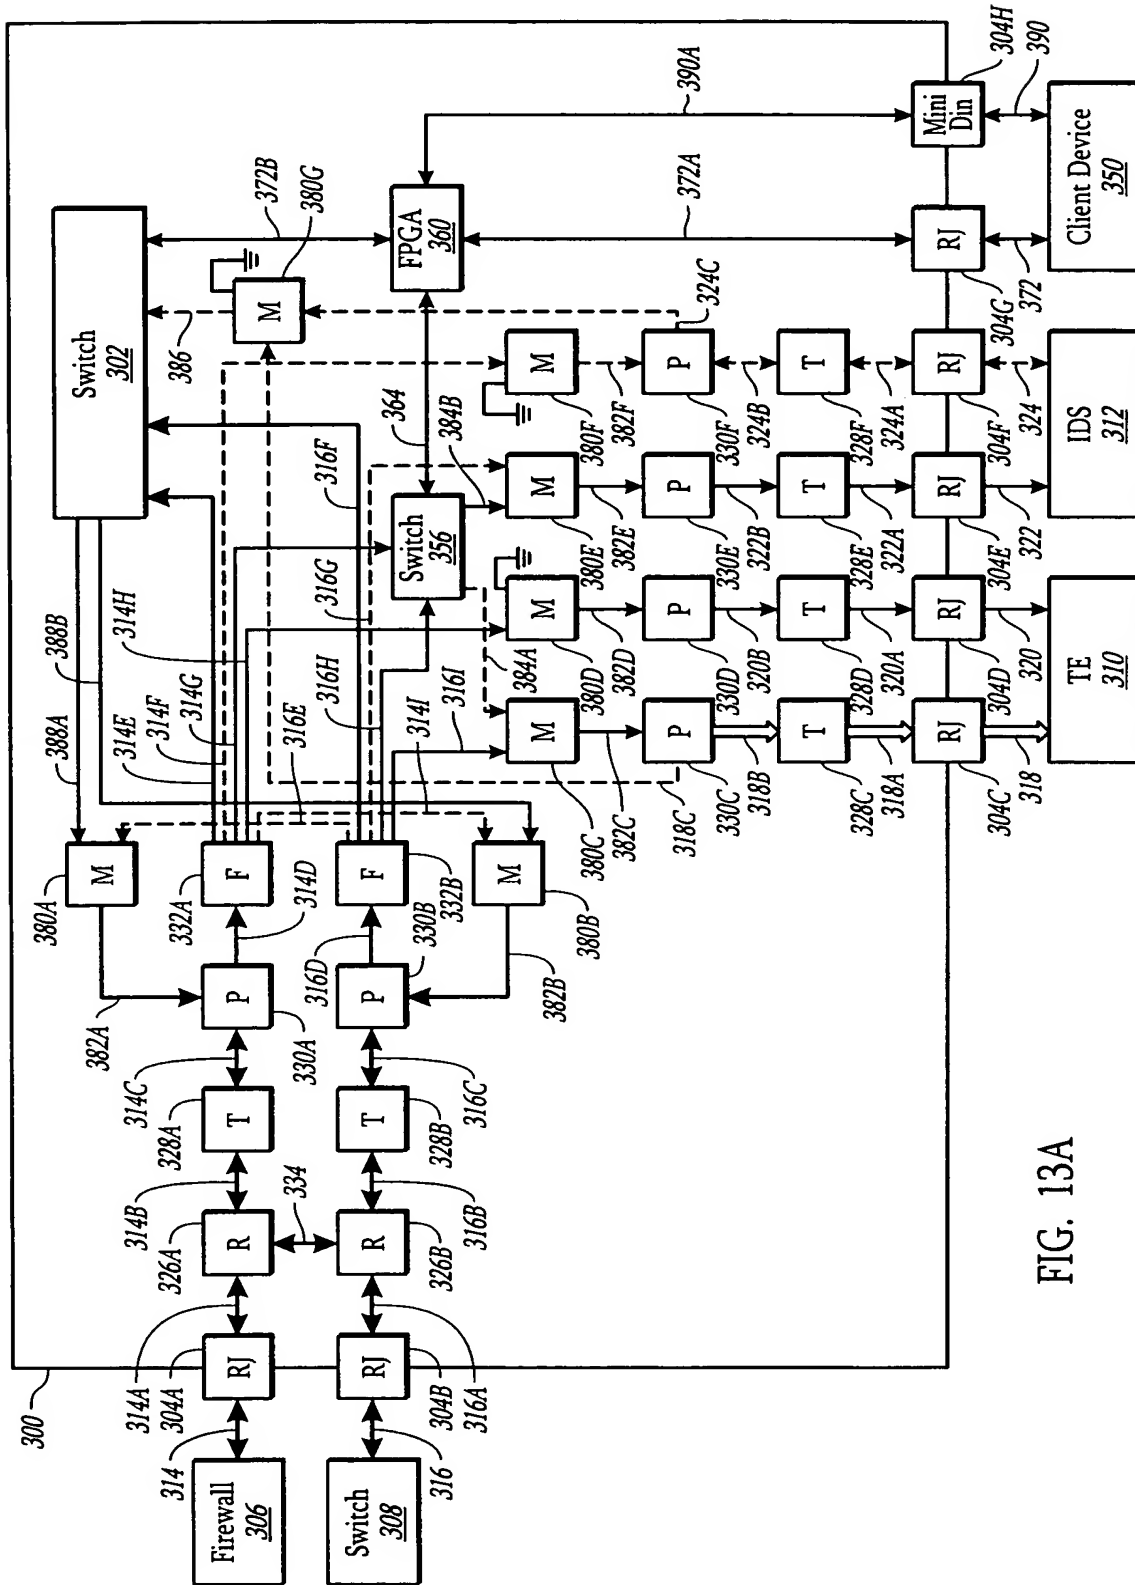 300
Switch
302
388A
388B
314E
314F
314G
314H
316E
316F
316G
316H
316I
314I
372B
380G
386
M
FPGA
360
390A
372A
364
384B
Switch
356
384A
324C
318C
380A
M
382A
332A
F
314D
332B
F
316D
330B
380B
M
382B
314C
P
330A
P
316C
328A
T
328B
T
314B
316B
334
326A
R
326B
R
314A
304A
RJ
304B
RJ
316A
314
316
Firewall
306
Switch
308
M
380C
382C
P
330C
318B
T
328C
318A
RJ
304C
318
M
380D
382D
P
330D
320B
T
328D
320A
RJ
304D
320
TE
310
M
380E
382E
P
330E
322B
T
328E
322A
RJ
304E
322
M
380F
382F
P
330F
324B
T
328F
324A
RJ
304F
324
IDS
312
RJ
304G
372
Mini
Din
304H
390
Client Device
350
FIG. 13A